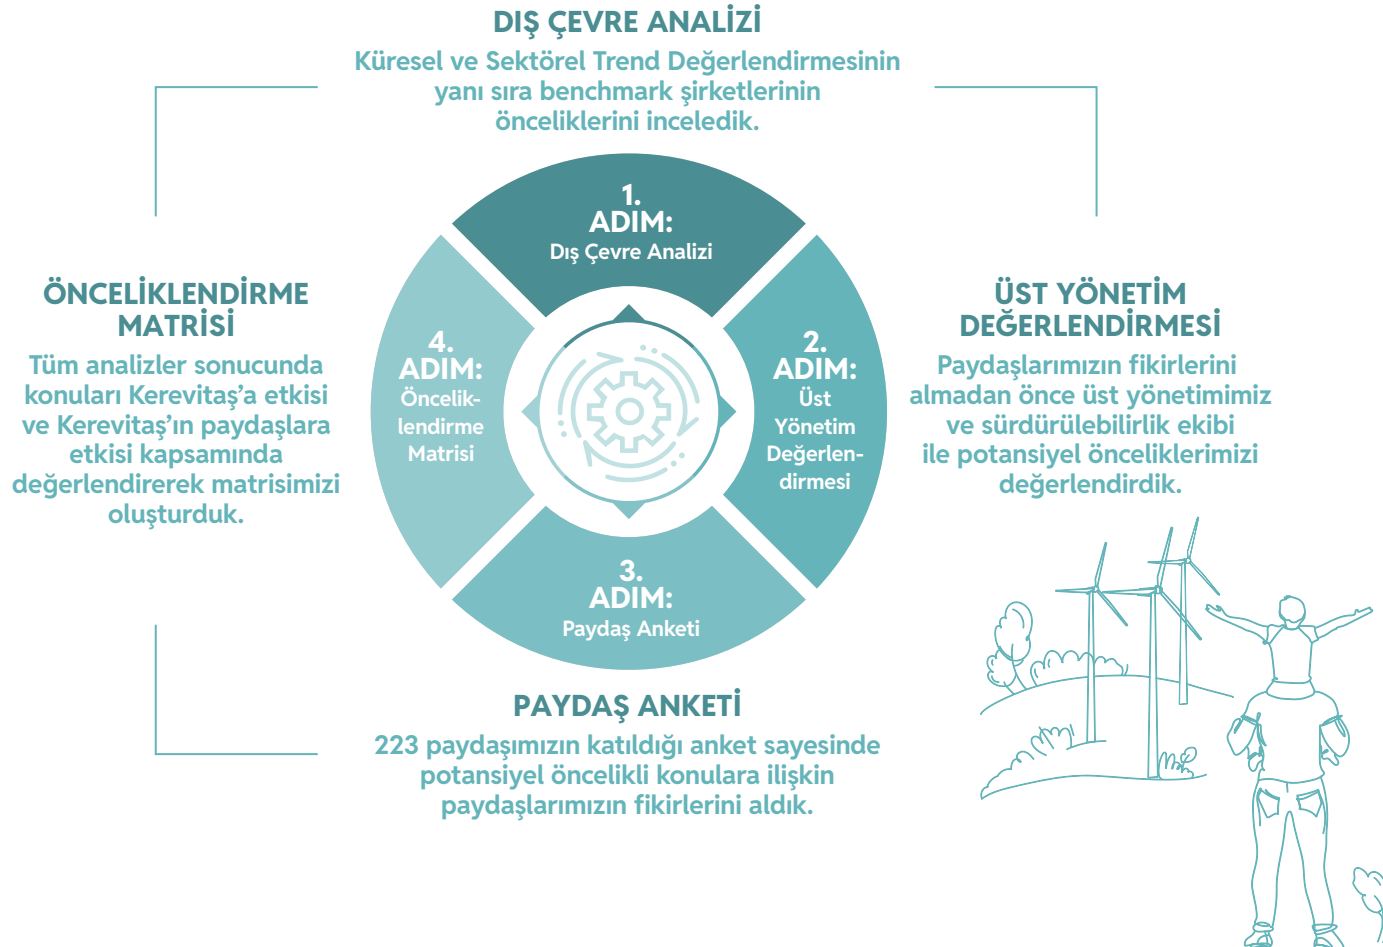 DIŞ ÇEVRE ANALİZİ
Küresel ve Sektörel Trend Değerlendirmesinin
yanı sıra benchmark şirketlerinin
önceliklerini inceledik.
1.
ADIM:
Dış Çevre Analizi
ÜST YÖNETİM
DEĞERLENDİRMESİ
Paydaşlarımızın fikirlerini
almadan önce üst yönetimimiz
ve sürdürülebilirlik ekibi
ile potansiyel önceliklerimizi
değerlendirdik.
2.
ADIM:
Üst
Yönetim
Değerlen-
dirmesi
3.
ADIM:
Paydaş Anketi
PAYDAŞ ANKETİ
223 paydaşımızın katıldığı anket sayesinde
potansiyel öncelikli konulara ilişkin
paydaşlarımızın fikirlerini aldık.
4.
ADIM:
Öncelik-
lendirme
Matrisi
ÖNCELİKLENDİRME
MATRİSİ
Tüm analizler sonucunda
konuları Kerevitaş’a etkisi
ve Kerevitaş’ın paydaşlara
etkisi kapsamında
değerlendirerek matrisimizi
oluşturduk.